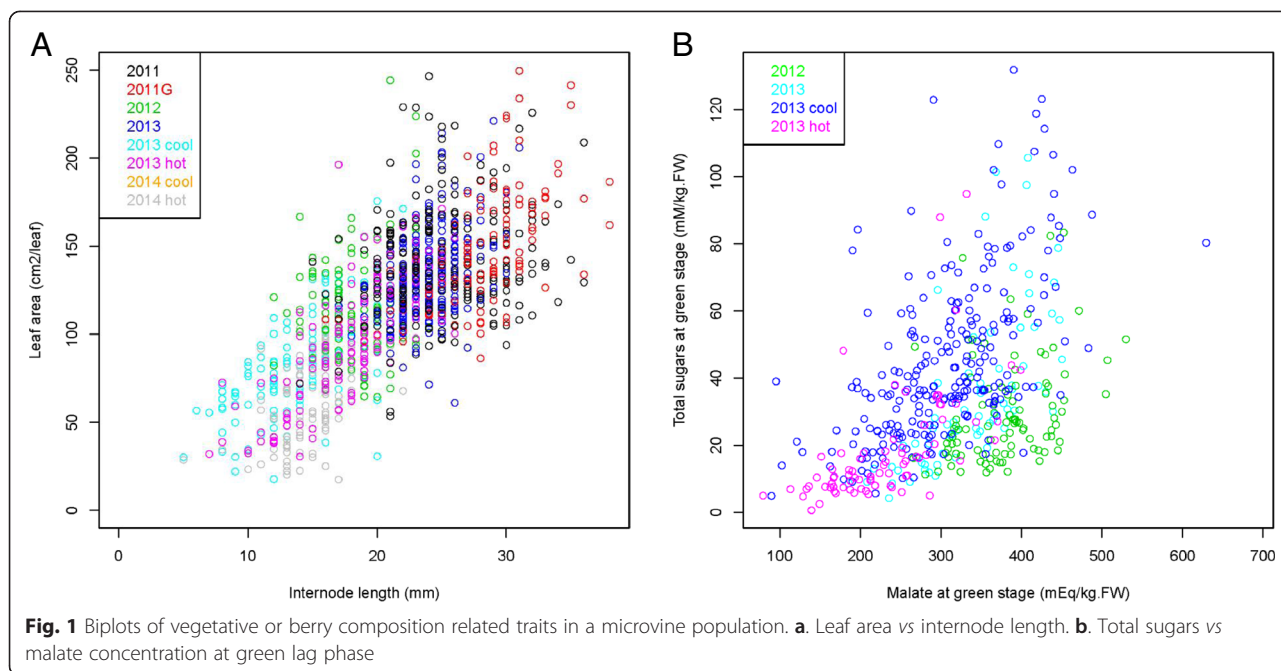 A
250
200
150
100
50
0
Leaf area (cm2/leaf)
2011
2011G
2012
2013
2013 cool
2013 hot
2014 cool
2014 hot
0 10 20 30
Internode length (mm)
B
120
100
80
60
40
20
0
Total sugars at green stage (mM/kg.FW)
2012
2013
2013 cool
2013 hot
100 200 300 400 500 600 700
Malate at green stage (mEq/kg.FW)
Fig. 1 Biplots of vegetative or berry composition related traits in a microvine population. a. Leaf area vs internode length. b. Total sugars vs
malate concentration at green lag phase